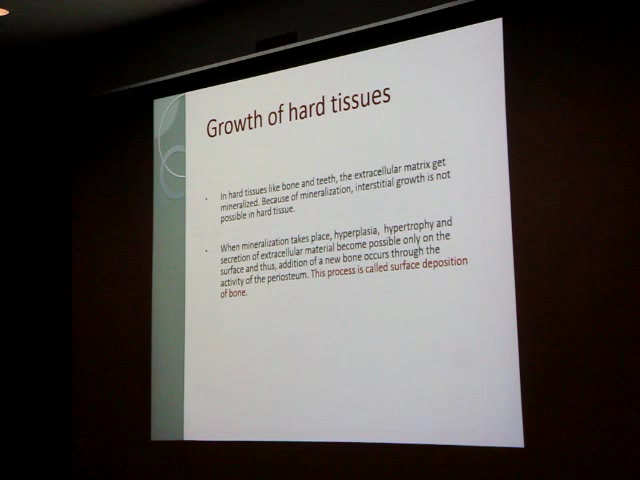 Growth of hard tissues
In hard tissues like bone and teeth, the extracellular matrix get
mineralized. Because of mineralization, interstitial growth is not
possible in hard tissue.
When mineralization takes place, hyperplasia, hypertrophy and
secretion of extracellular material become possible only on the
surface and thus, addition of a new bone occurs through the
activity of the periosteum. This process is called surface deposition
of bone.